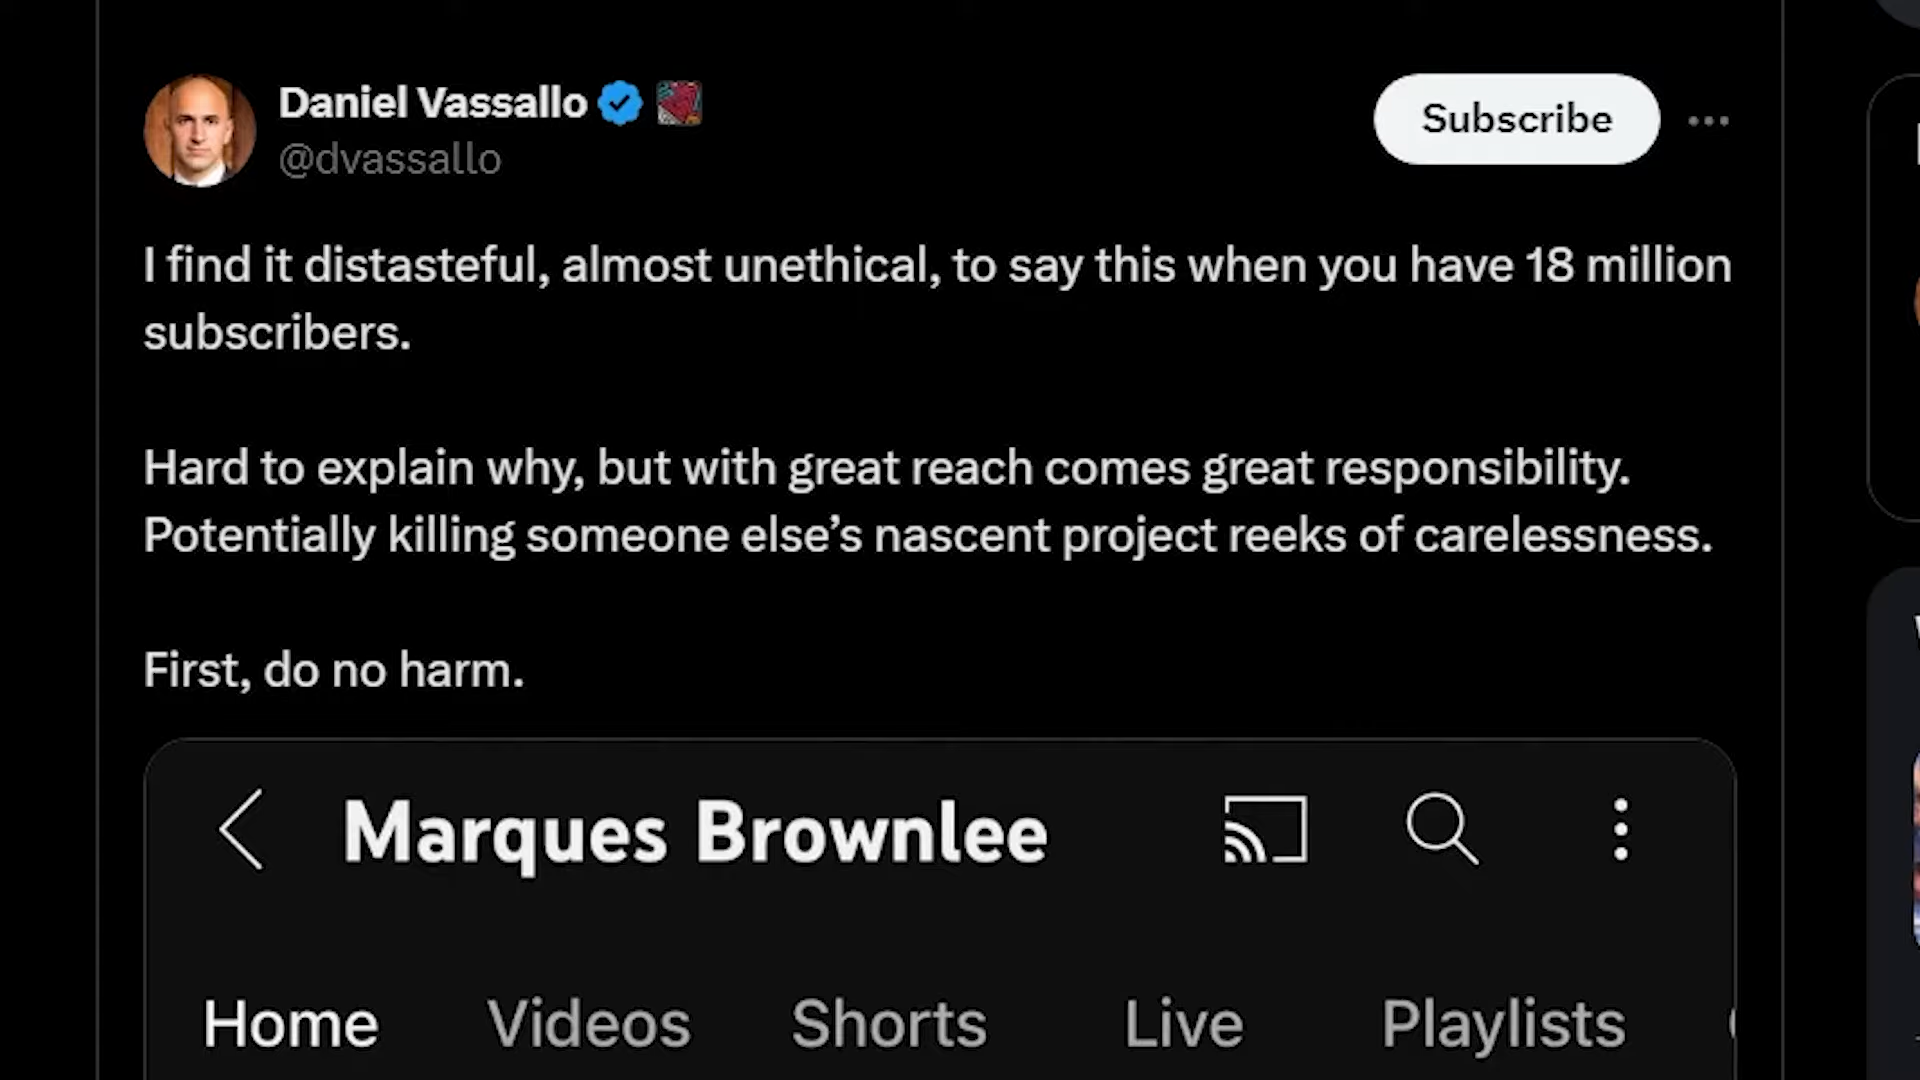 Daniel Vassallo
@dvassallo
Subscribe
I find it distasteful, almost unethical, to say this when you have 18 million
subscribers.
Hard to explain why, but with great reach comes great responsibility.
Potentially killing someone else’s nascent project reeks of carelessness.
First, do no harm.
Marques Brownlee
Home Videos Shorts Live Playlists